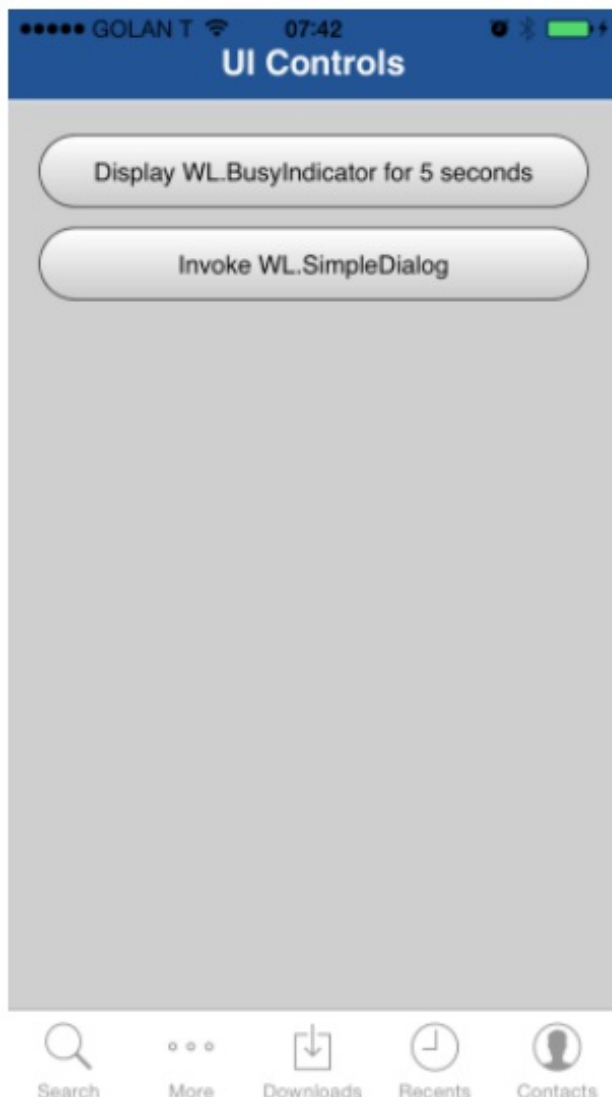 GOLAN T 07:42
UI Controls
Display WL.BusyIndicator for 5 seconds
Invoke WL.SimpleDialog
Search More Downloads Recents Contacts